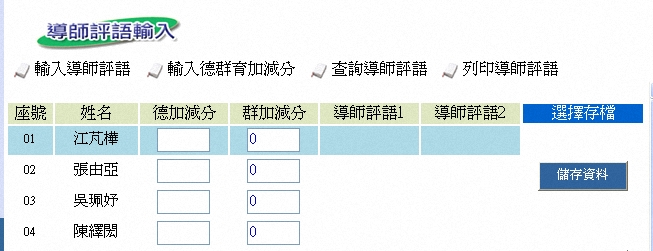 導師評語輸入
輸入導師評語 輸入德群育加減分 查詢導師評語 列印導師評語
座號 姓名 德加減分 群加減分 導師評語1 導師評語2 選擇存檔
01 江芃樺 0
02 張由亞 0
儲存資料
03 吳珮妤 0
04 陳繹閎 0